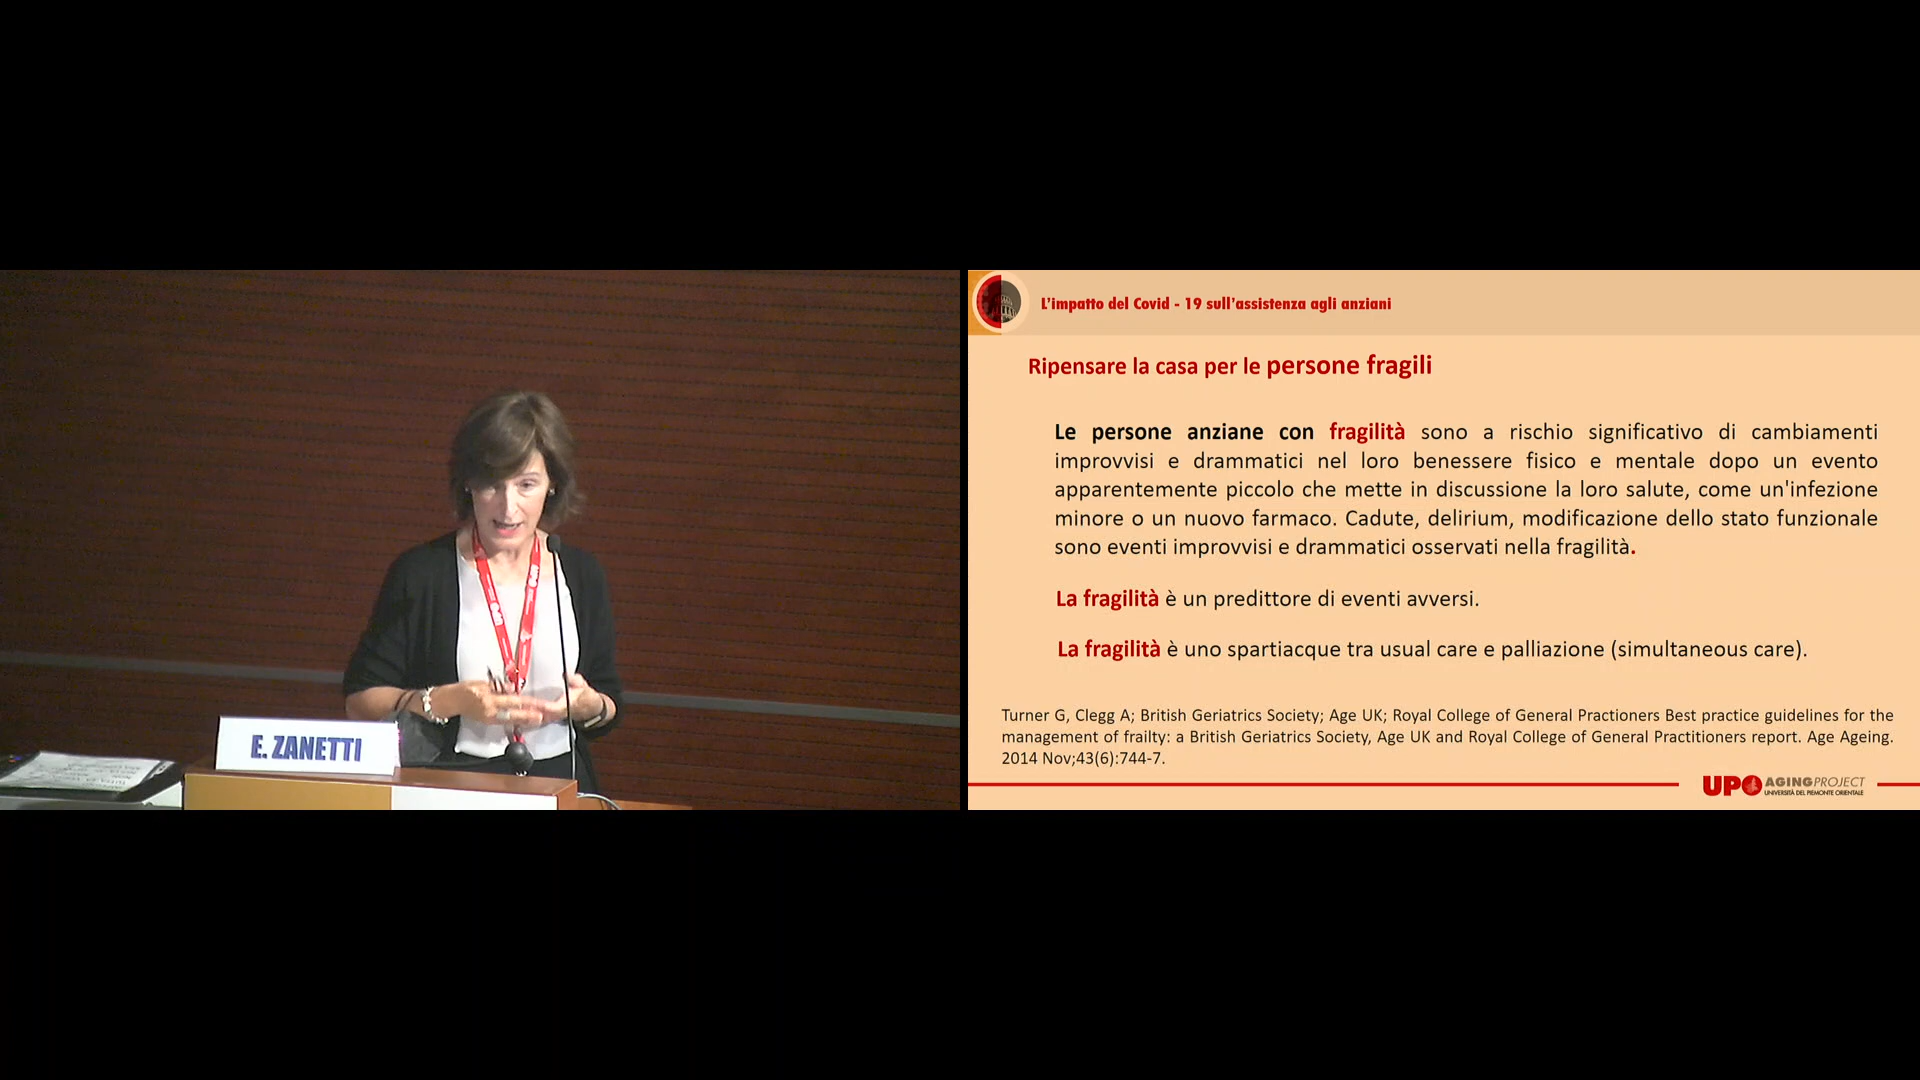 E. ZANETTI
L'impatto del Covid - 19 sull'assistenza agli anziani
Ripensare la casa per le persone fragili
Le persone anziane con fragilità sono a rischio significativo di cambiamenti
improvvisi e drammatici nel loro benessere fisico e mentale dopo un evento
apparentemente piccolo che mette in discussione la loro salute, come un'infezione
minore o un nuovo farmaco. Cadute, delirium, modificazione dello stato funzionale
sono eventi improvvisi e drammatici osservati nella fragilità.
La fragilità è un predittore di eventi avversi.
La fragilità è uno spartiacque tra usual care e palliazione (simultaneous care).
Turner G, Clegg A; British Geriatrics Society; Age UK; Royal College of General Practioners Best practice guidelines for the
management of frailty: a British Geriatrics Society, Age UK and Royal College of General Practitioners report. Age Ageing.
2014 Nov;43(6):744-7.
UPO AGINGPROJECT
UNIVERSITÀ DEL PIEMONTE ORIENTALE